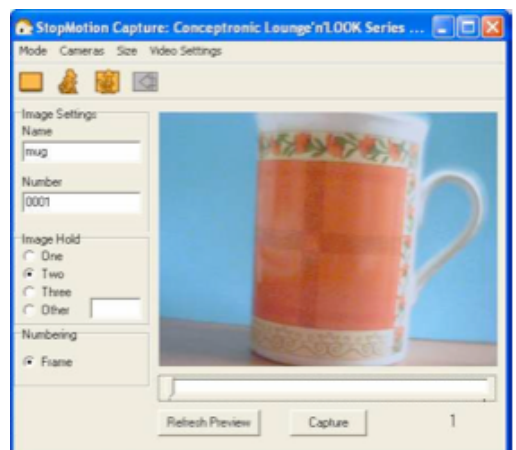 StopMotion Capture: Conceptronic Lounge'n'LOOK Series ...
Mode Cameras Size Video Settings
Image Settings
Name
mug
Number
0001
Image Hold
One
Two
Three
Other
Numbering
Frame
Refresh Preview Capture 1